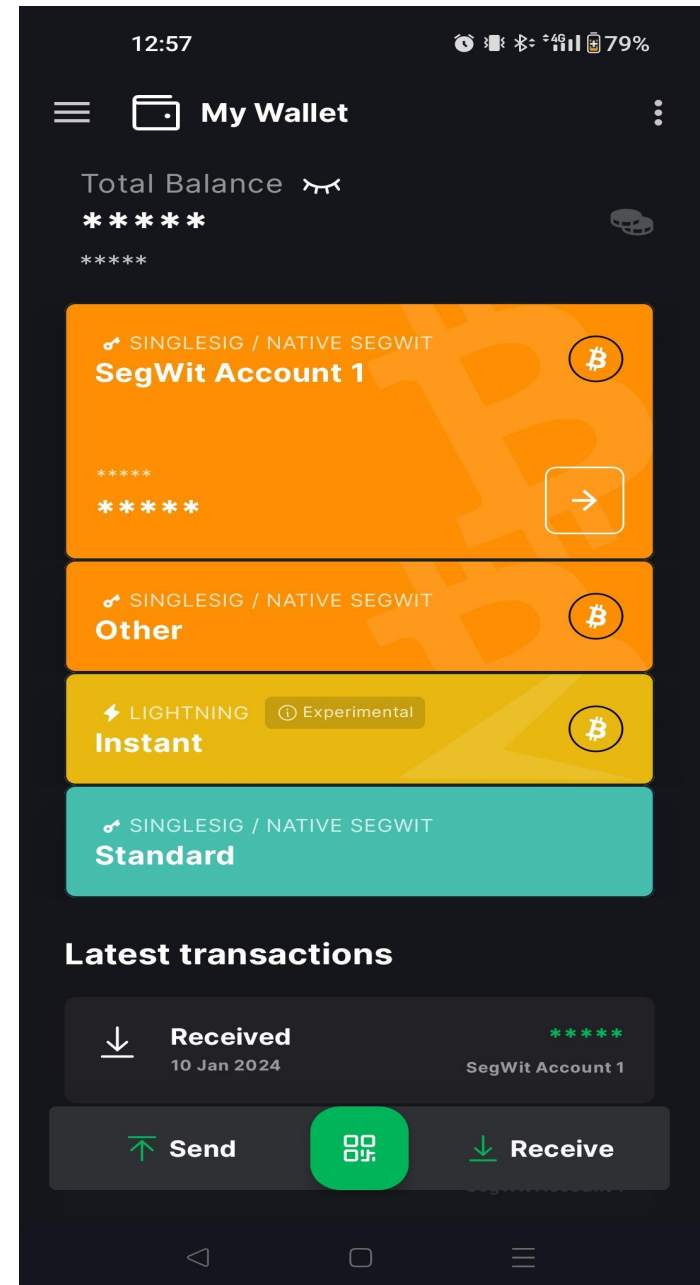 12:57 4G 79%
My Wallet
Total Balance
*****
*****
SINGLESIG / NATIVE SEGWIT
SegWit Account 1
*****
*****
SINGLESIG / NATIVE SEGWIT
Other
LIGHTNING Experimental
Instant
SINGLESIG / NATIVE SEGWIT
Standard
Latest transactions
Received *****
10 Jan 2024 SegWit Account 1
Send Receive